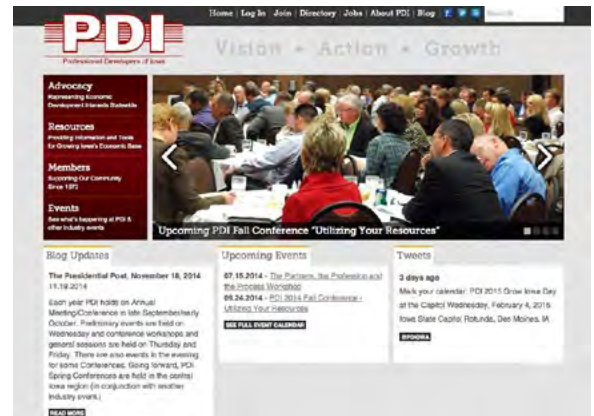 Home | Log In | Join | Directory | Jobs | About PDI | Blog
Search
PDI
Professional Developers of Iowa
Vision • Action • Growth
Advocacy
Representing Economic
Development Interests Statewide
Resources
Providing Information and Tools
for Growing Iowa's Economic Base
Members
Supporting Our Community
Since 1973
Events
See what's happening at PDI &
other industry events
Upcoming PDI Fall Conference "Utilizing Your Resources"
Blog Updates
The Presidential Post, November 18, 2014
11.19.2014
Each year PDI holds an Annual
Meeting/Conference in late September/early
October. Preliminary events are held on
Wednesday and conference workshops and
general sessions are held on Thursday and
Friday. There are also events in the evening
for some Conferences. Going forward, PDI
Spring Conferences are held in the central
Iowa region (in conjunction with another
industry event.)
READ MORE
Upcoming Events
07.15.2014 - The Partners, the Profession and
the Process Workshop
09.24.2014 - PDI 2014 Fall Conference -
Utilizing Your Resources
SEE FULL EVENT CALENDAR
Tweets
3 days ago
Mark your calendar: PDI 2015 Grow Iowa Day
at the Capitol Wednesday, February 4, 2015
Iowa State Capitol Rotunda, Des Moines, IA
@PDIIOWA